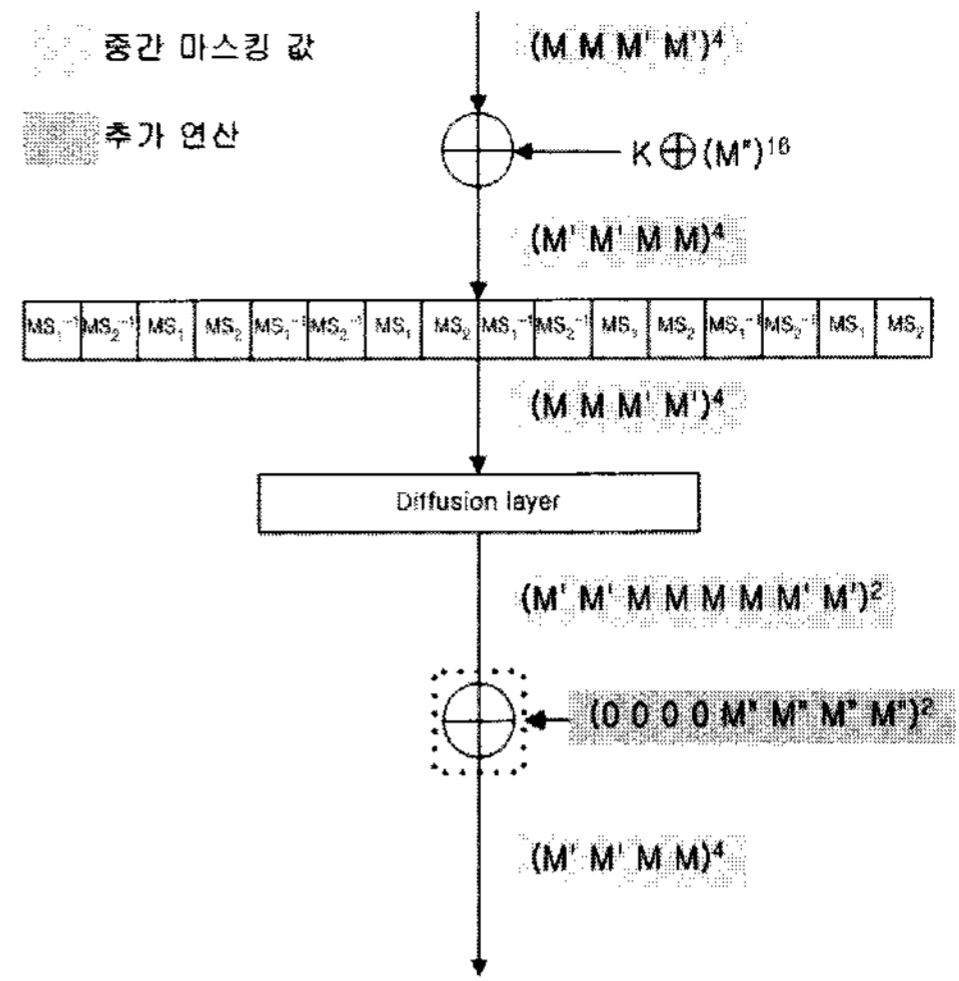 중간 마스킹 값
(M M M' M')⁴
추가 연산
K⊕(M")¹⁶
(M' M' M M)⁴
MS₁⁻¹ MS₂⁻¹ MS₁ MS₂ MS₁⁻¹ MS₂⁻¹ MS₁ MS₂ MS₁⁻¹ MS₂⁻¹ MS₁ MS₂ MS₁⁻¹ MS₂⁻¹ MS₁ MS₂
(M M M' M')⁴
Diffusion layer
(M' M' M M M M M' M')²
(0 0 0 0 M" M" M" M")²
(M' M' M M)⁴